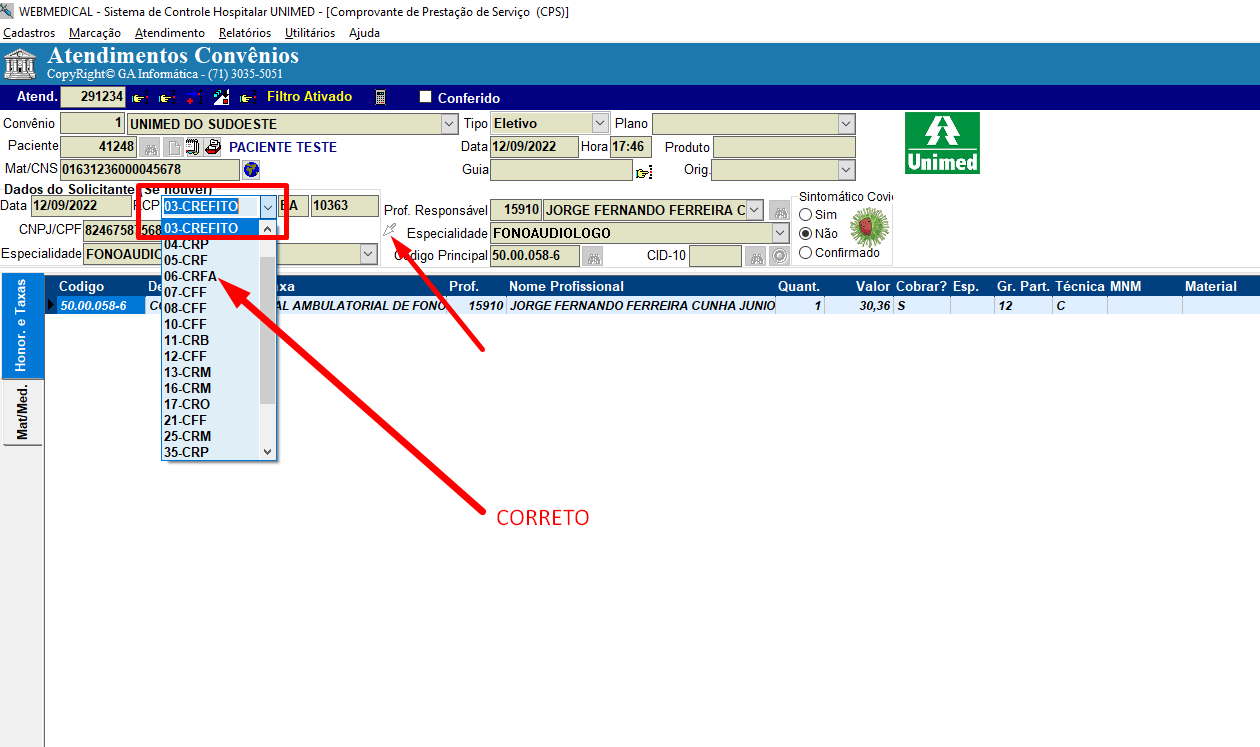 WEBMEDICAL - Sistema de Controle Hospitalar UNIMED - [Comprovante de Prestação de Serviço (CPS)]
Cadastros Marcação Atendimento Relatórios Utilitários Ajuda
Atendimentos Convênios
CopyRight© GA Informática - (71) 3035-5051
Atend. 291234 Filtro Ativado Conferido
Convênio 1 UNIMED DO SUDOESTE Tipo Eletivo Plano
Paciente 41248 PACIENTE TESTE Data 12/09/2022 Hora 17:46 Produto
Mat/CNS 01631236000045678 Guia Orig.
Unimed
Dados do Solicitante (Se houver)
Data 12/09/2022 RCP 03-CREFITO BA 10363 Prof. Responsável 15910 JORGE FERNANDO FERREIRA C
CNPJ/CPF Especialidade FONOAUDIOLOGO
Especialidade FONOAUDIO Código Principal 50.00.058-6 CID-10
Sintomático Covi
Sim
Não
Confirmado
03-CREFITO
04-CRP
05-CRF
06-CRFA
07-CFF
08-CFF
10-CFF
11-CRB
12-CFF
13-CRM
16-CRM
17-CRO
21-CFF
25-CRM
35-CRP
Honor. e Taxas
Mat/Med.
Codigo De axa Prof. Nome Profissional Quant. Valor Cobrar? Esp. Gr. Part. Técnica MNM Material
50.00.058-6 CO AL AMBULATORIAL DE FONO 15910 JORGE FERNANDO FERREIRA CUNHA JUNIO 1 30,36 S 12 C
CORRETO